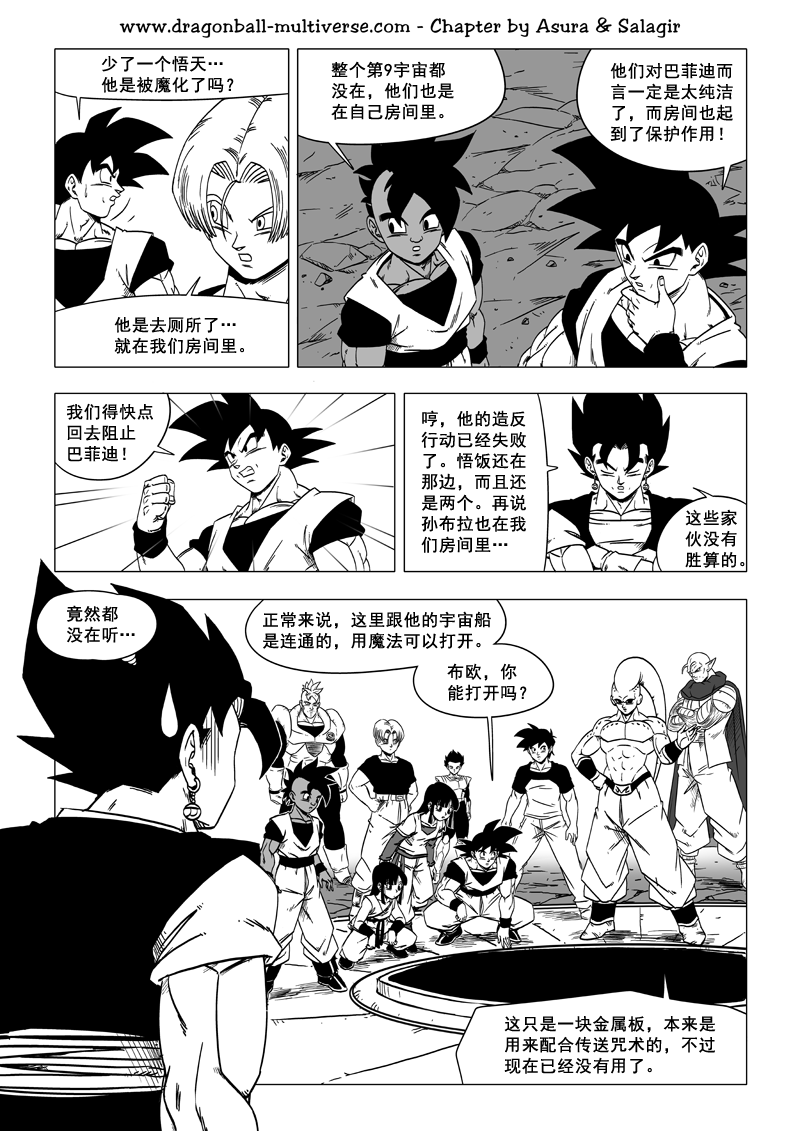 www.dragonball-multiverse.com - Chapter by Asura & Salagir
少了一个悟天…
他是被魔化了吗？
他是去厕所了…
就在我们房间里。
整个第9宇宙都
没在，他们也是
在自己房间里。
他们对巴菲迪而
言一定是太纯洁
了，而房间也起
到了保护作用！
我们得快点
回去阻止
巴菲迪！
哼，他的造反
行动已经失败
了。悟饭还在
那边，而且还
是两个。再说
孙布拉也在我
们房间里…
这些家
伙没有
胜算的。
竟然都
没在听…
正常来说，这里跟他的宇宙船
是连通的，用魔法可以打开。
布欧，你
能打开吗？
这只是一块金属板，本来是
用来配合传送咒术的，不过
现在已经没有用了。